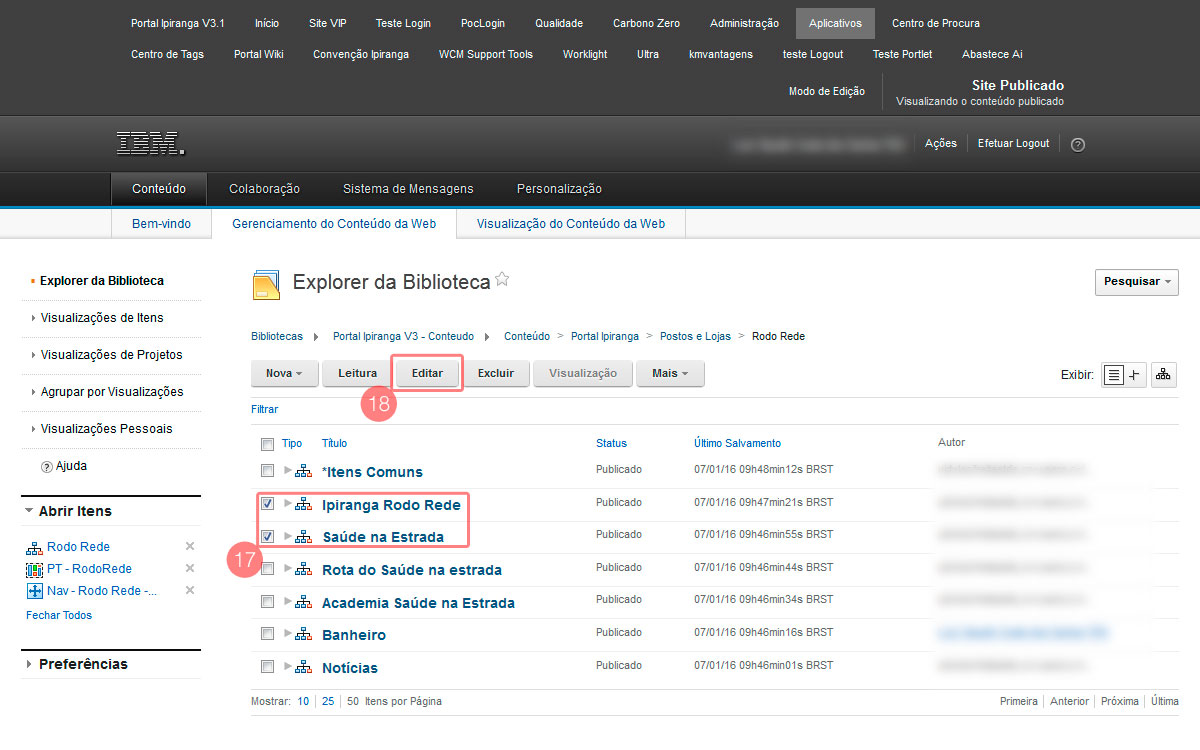 Portal Ipiranga V3.1 Início Site VIP Teste Login PocLogin Qualidade Carbono Zero Administração Aplicativos Centro de Procura
Centro de Tags Portal Wiki Convenção Ipiranga WCM Support Tools Worklight Ultra kmvantagens teste Logout Teste Portlet Abastece Ai
Modo de Edição
Site Publicado
Visualizando o conteúdo publicado
IBM.
Ações Efetuar Logout ?
Conteúdo Colaboração Sistema de Mensagens Personalização
Bem-vindo Gerenciamento do Conteúdo da Web Visualização do Conteúdo da Web
Explorer da Biblioteca
Visualizações de Itens
Visualizações de Projetos
Agrupar por Visualizações
Visualizações Pessoais
? Ajuda
Abrir Itens
Rodo Rede
PT - RodoRede
Nav - Rodo Rede -...
Fechar Todos
Preferências
Explorer da Biblioteca
Pesquisar
Bibliotecas Portal Ipiranga V3 - Conteudo Conteúdo > Portal Ipiranga > Postos e Lojas > Rodo Rede
Nova Leitura Editar Excluir Visualização Mais
Exibir:
18
Filtrar
Tipo Título Status Último Salvamento Autor
*Itens Comuns Publicado 07/01/16 09h48min12s BRST
Ipiranga Rodo Rede Publicado 07/01/16 09h47min21s BRST
Saúde na Estrada Publicado 07/01/16 09h46min55s BRST
17
Rota do Saúde na estrada Publicado 07/01/16 09h46min44s BRST
Academia Saúde na Estrada Publicado 07/01/16 09h46min34s BRST
Banheiro Publicado 07/01/16 09h46min16s BRST
Notícias Publicado 07/01/16 09h46min01s BRST
Mostrar: 10 25 50 Itens por Página
Primeira Anterior Próxima Última